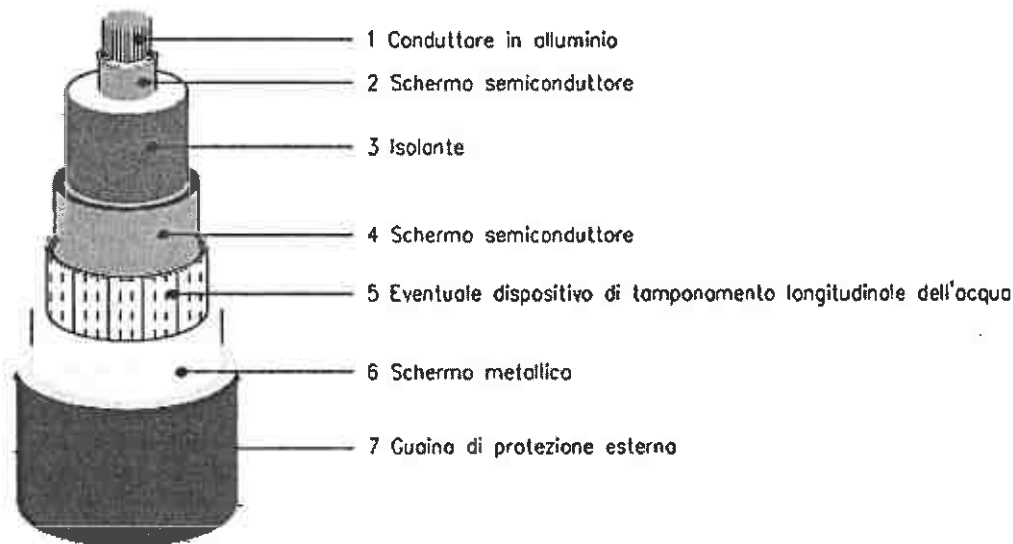 1 Conduttore in alluminio
2 Schermo semiconduttore
3 Isolante
4 Schermo semiconduttore
5 Eventuale dispositivo di tamponamento longitudinale dell'acqua
6 Schermo metallico
7 Guaina di protezione esterna